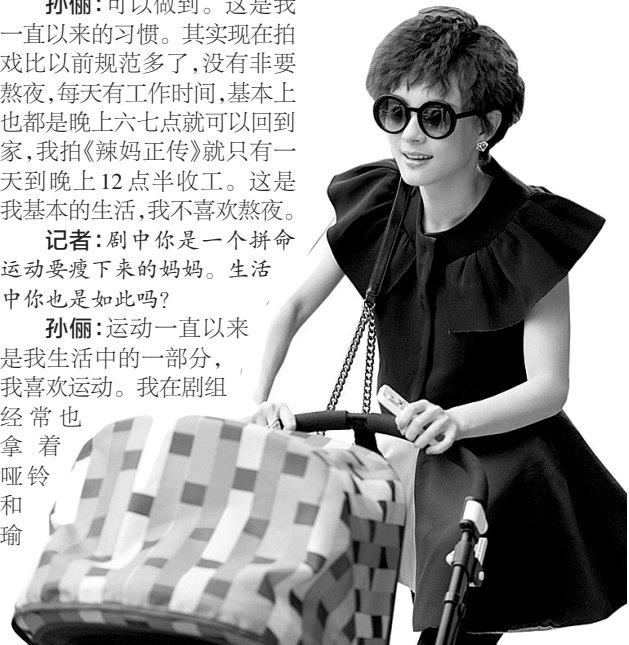 孙俪：可以做到。这是我
一直以来的习惯。其实现在拍
戏比以前规范多了，没有非要
熬夜，每天有工作时间，基本上
也都是晚上六七点就可以回到
家，我拍《辣妈正传》就只有一
天到晚上12点半收工。这是
我基本的生活，我不喜欢熬夜。
记者：剧中你是一个拼命
运动要瘦下来的妈妈。生活
中你也是如此吗？
孙俪：运动一直以来
是我生活中的一部分，
我喜欢运动。我在剧组
经常也
拿着
哑铃
和
瑜